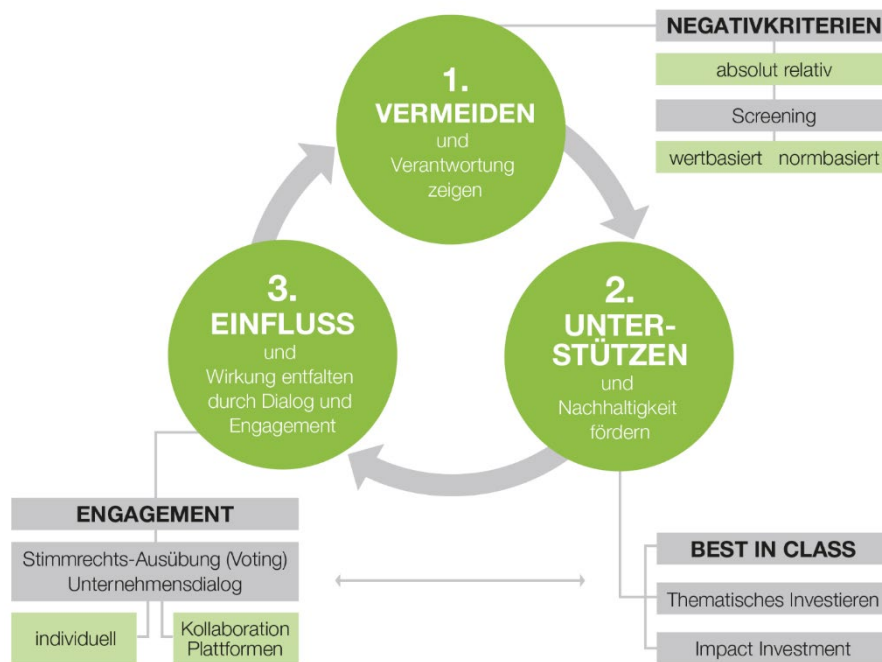 1.
VERMEIDEN
und
Verantwortung
zeigen
NEGATIVKRITERIEN
absolut relativ
Screening
wertbasiert normbasiert
2.
UNTER-
STÜTZEN
und
Nachhaltigkeit
fördern
BEST IN CLASS
Thematisches Investieren
Impact Investment
3.
EINFLUSS
und
Wirkung entfalten
durch Dialog und
Engagement
ENGAGEMENT
Stimmrechts-Ausübung (Voting)
Unternehmensdialog
individuell
Kollaboration
Plattformen